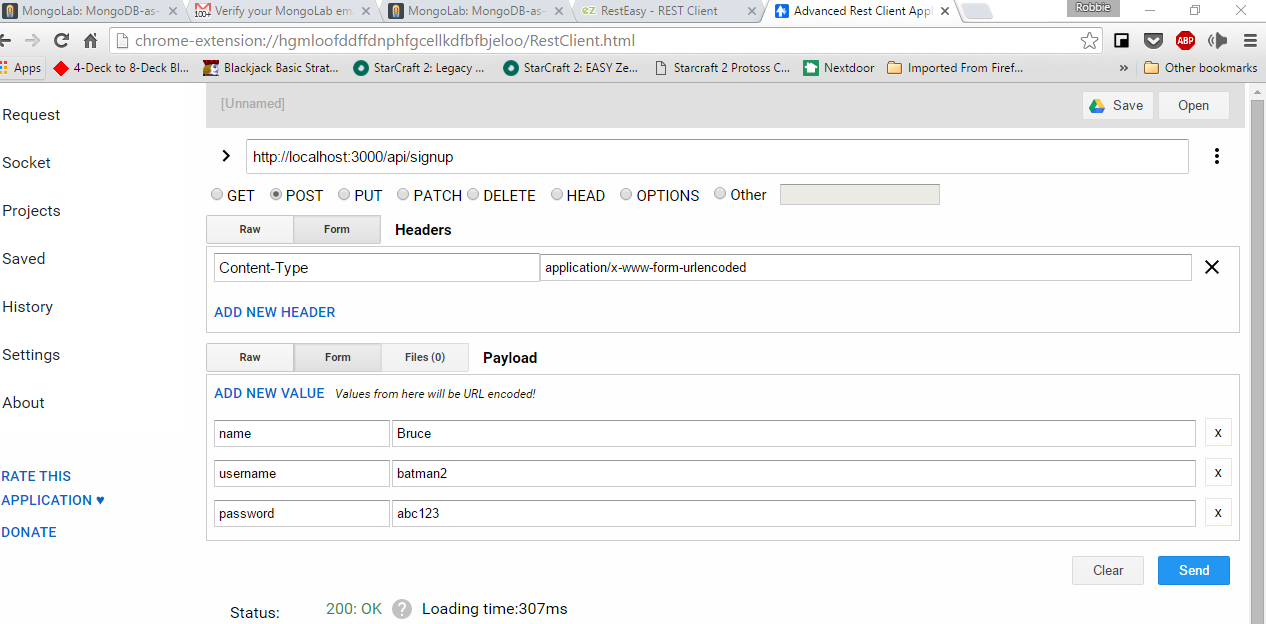 MongoLab: MongoDB-as- Verify your MongoLab em MongoLab: MongoDB-as- RestEasy - REST Client Advanced Rest Client Appl Robbie
100+ ez
chrome-extension://hgmloofddffdnphfgcellkdfbfbjeloo/RestClient.html ABP
Apps 4-Deck to 8-Deck Bl... Blackjack Basic Strat... StarCraft 2: Legacy ... StarCraft 2: EASY Ze... Starcraft 2 Protoss C... Nextdoor Imported From Firef... » Other bookmarks
[Unnamed] Save Open
Request
Socket
Projects
Saved
History
Settings
About
RATE THIS
APPLICATION ♥
DONATE
http://localhost:3000/api/signup
GET POST PUT PATCH DELETE HEAD OPTIONS Other
Raw Form Headers
Content-Type application/x-www-form-urlencoded X
ADD NEW HEADER
Raw Form Files (0) Payload
ADD NEW VALUE Values from here will be URL encoded!
name Bruce x
username batman2 x
password abc123 x
Clear Send
Status: 200: OK ? Loading time:307ms